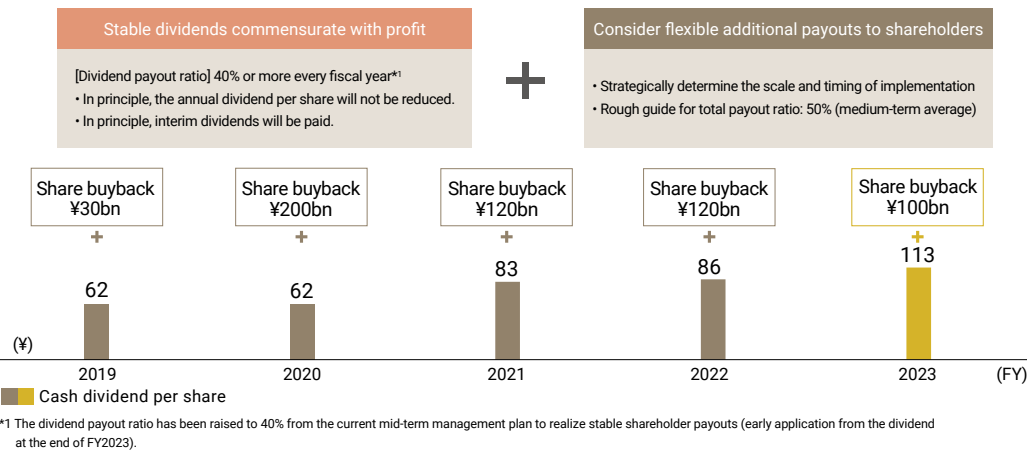 Stable dividends commensurate with profit
[Dividend payout ratio] 40% or more every fiscal year*1
• In principle, the annual dividend per share will not be reduced.
• In principle, interim dividends will be paid.
+
Consider flexible additional payouts to shareholders
• Strategically determine the scale and timing of implementation
• Rough guide for total payout ratio: 50% (medium-term average)
Share buyback
¥30bn
+
62
Share buyback
¥200bn
+
62
Share buyback
¥120bn
+
83
Share buyback
¥120bn
+
86
Share buyback
¥100bn
+
113
(¥)
2019
2020
2021
2022
2023
(FY)
Cash dividend per share
*1 The dividend payout ratio has been raised to 40% from the current mid-term management plan to realize stable shareholder payouts (early application from the dividend
at the end of FY2023).